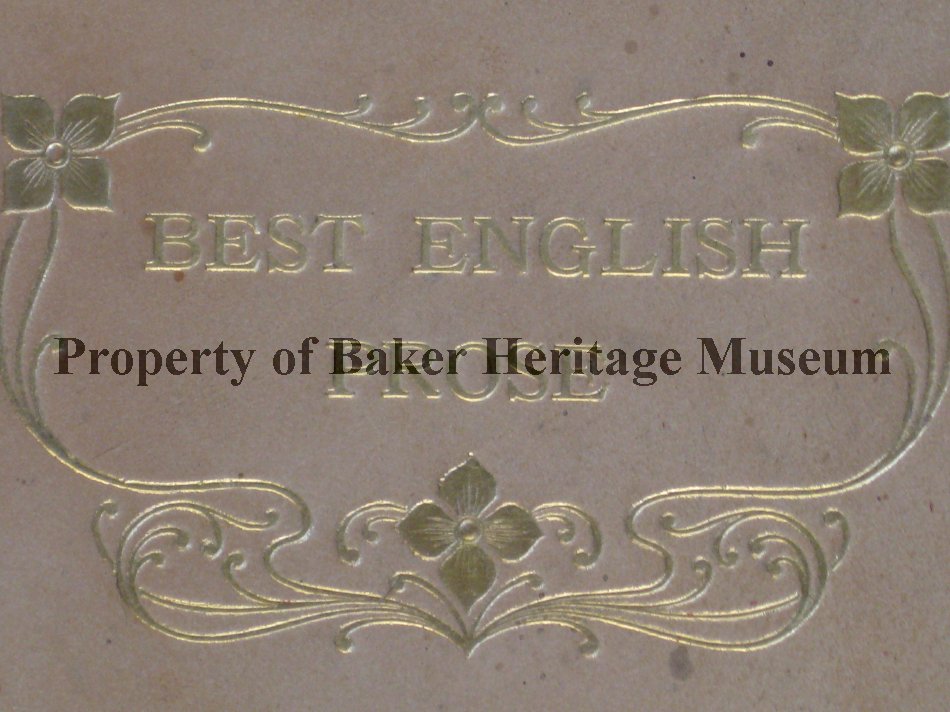 BEST ENGLISH
Property of Baker Heritage Museum
PROSE